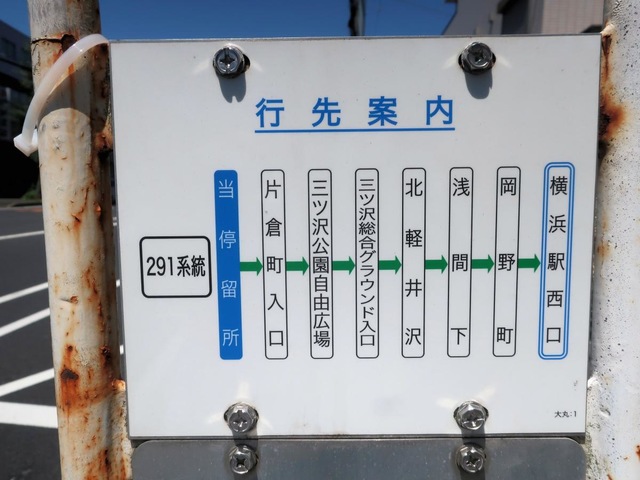 行先案内
291系統
当停留所
片倉町入口
三ツ沢公園自由広場
三ツ沢総合グラウンド入口
北軽井沢
浅間下
岡野町
横浜駅西口
大丸:1